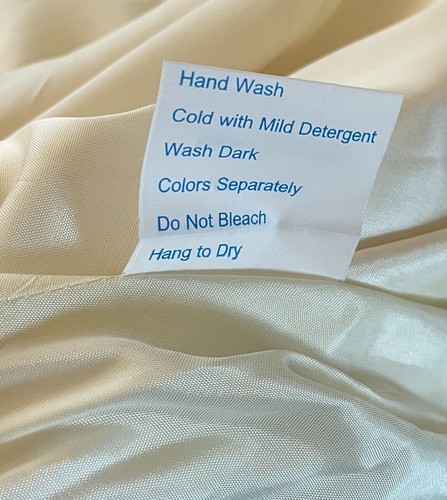 Hand Wash
Cold with Mild Detergent
Wash Dark
Colors Separately
Do Not Bleach
Hang to Dry